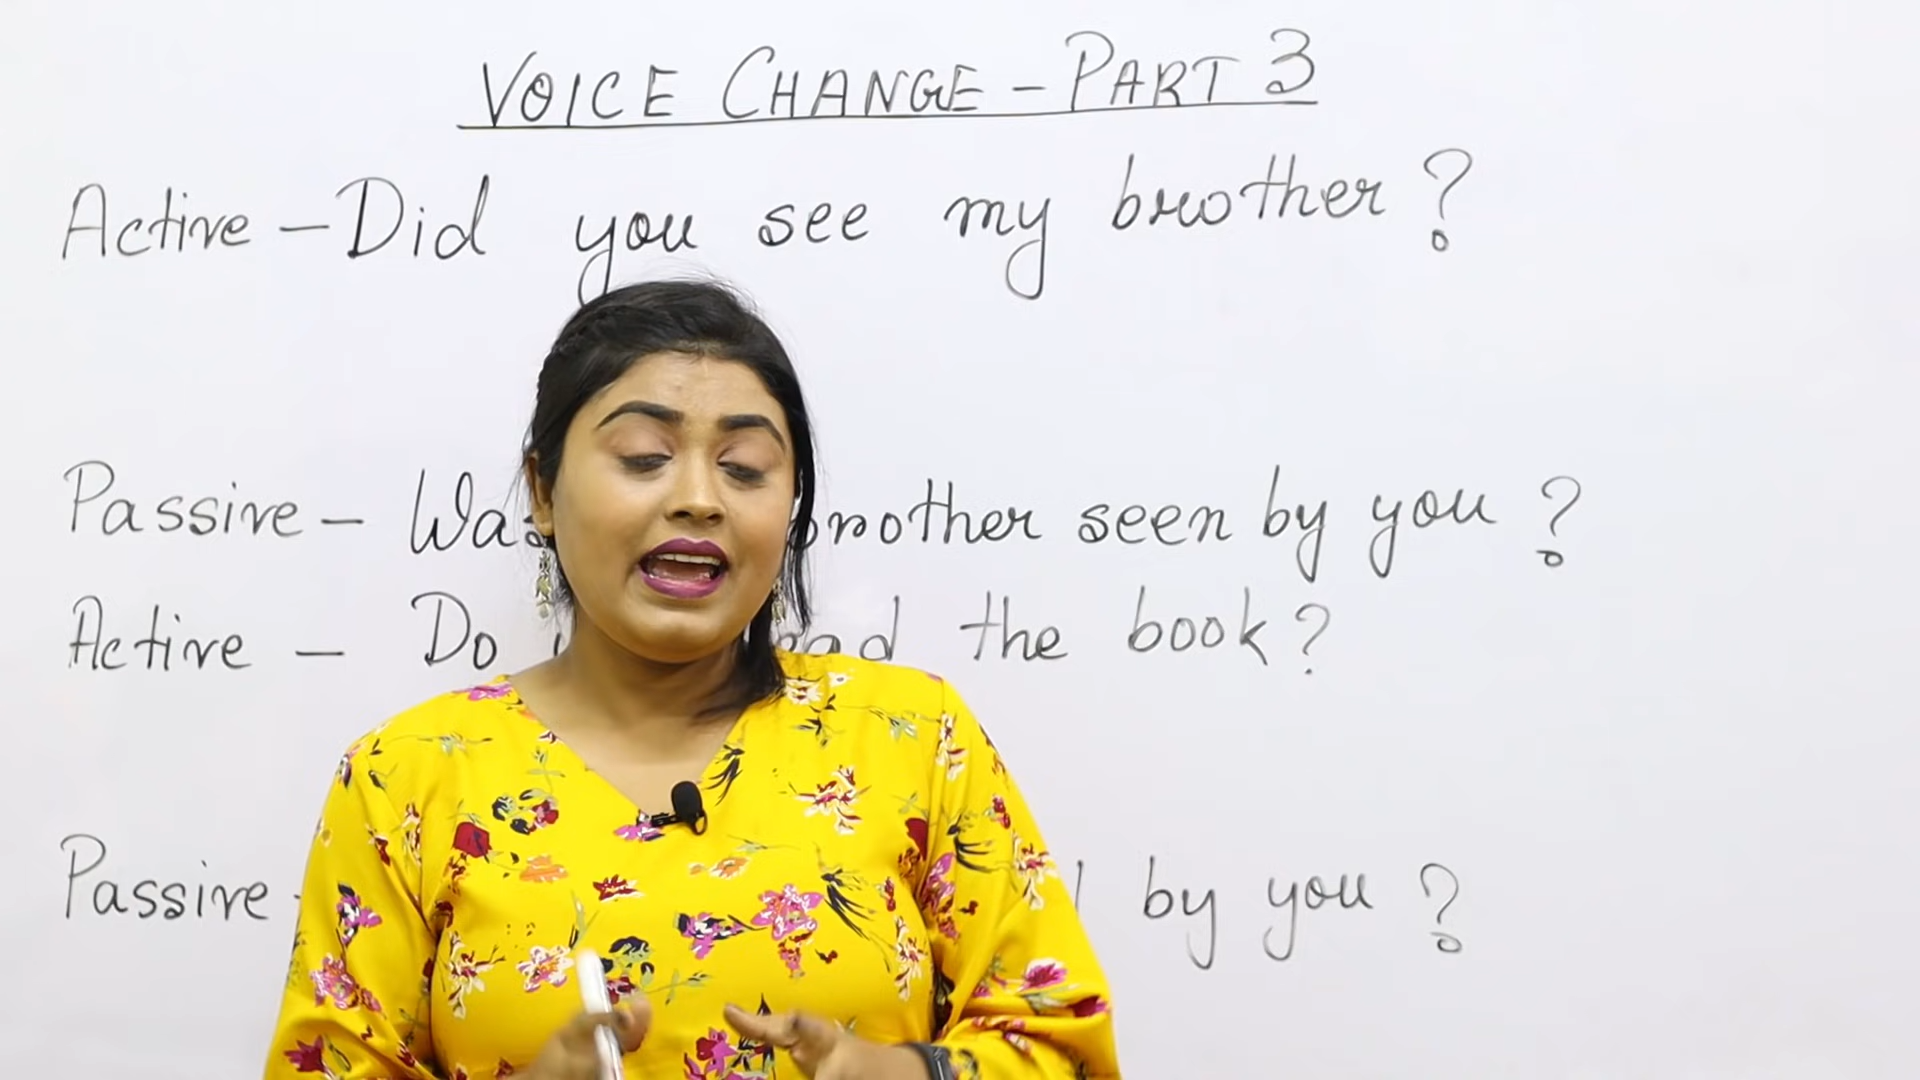 VOICE CHANGE - PART 3
Active - Did you see my brother ?
Passive - Was brother seen by you ?
Active - Do the book ?
Passive - by you ?